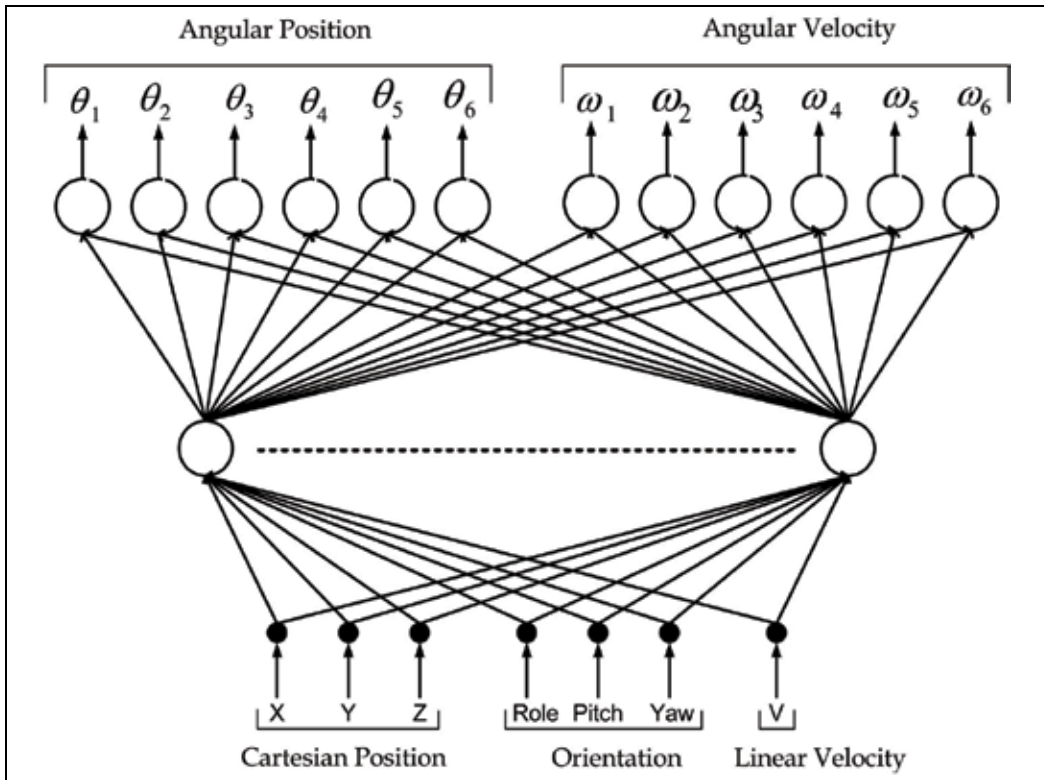 Angular Position Angular Velocity
θ₁ θ₂ θ₃ θ₄ θ₅ θ₆ ω₁ ω₂ ω₃ ω₄ ω₅ ω₆
X Y Z Role Pitch Yaw V
Cartesian Position Orientation Linear Velocity